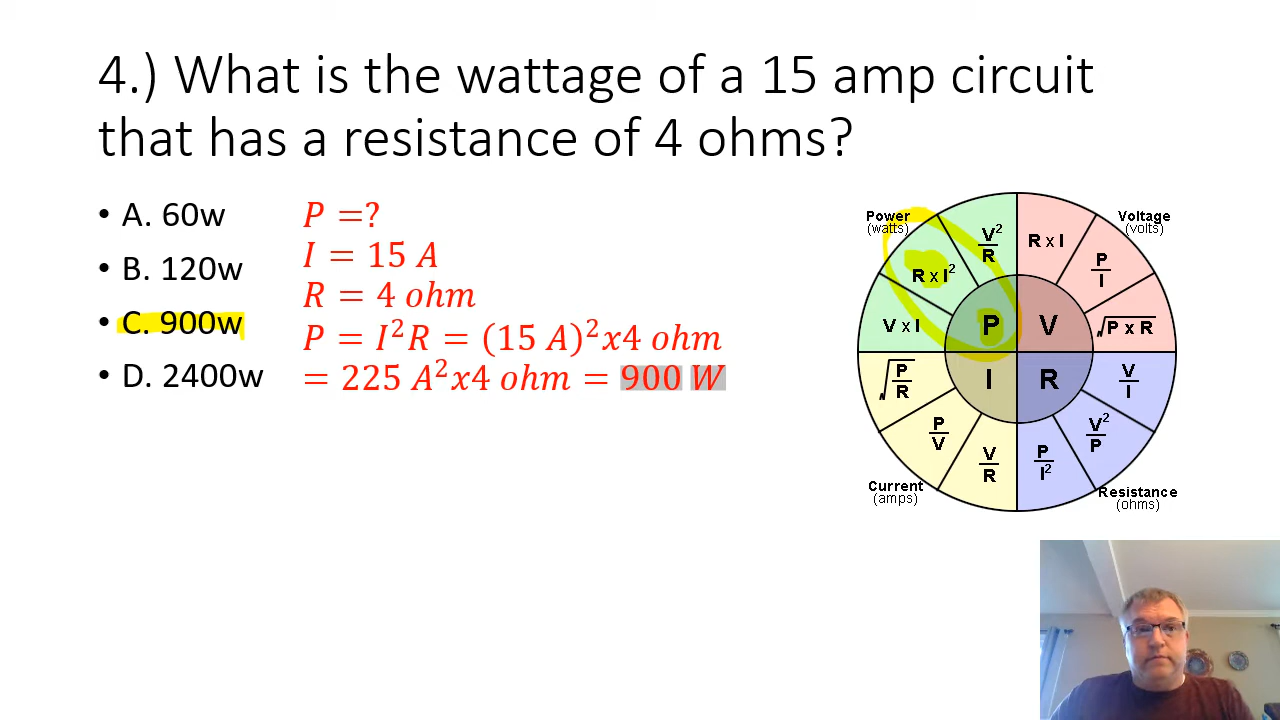 4.) What is the wattage of a 15 amp circuit
that has a resistance of 4 ohms?
• A. 60w
• B. 120w
• C. 900w
• D. 2400w
P =?
I = 15 A
R = 4 ohm
P = I²R = (15 A)²x4 ohm
= 225 A²x4 ohm = 900 W
Power
(watts)
Voltage
(volts)
V²/R
R x I
R x I²
P/I
V x I
√P x R
P
V
I
R
√P/R
V/I
P/V
V²/P
V/R
P/I²
Current
(amps)
Resistance
(ohms)